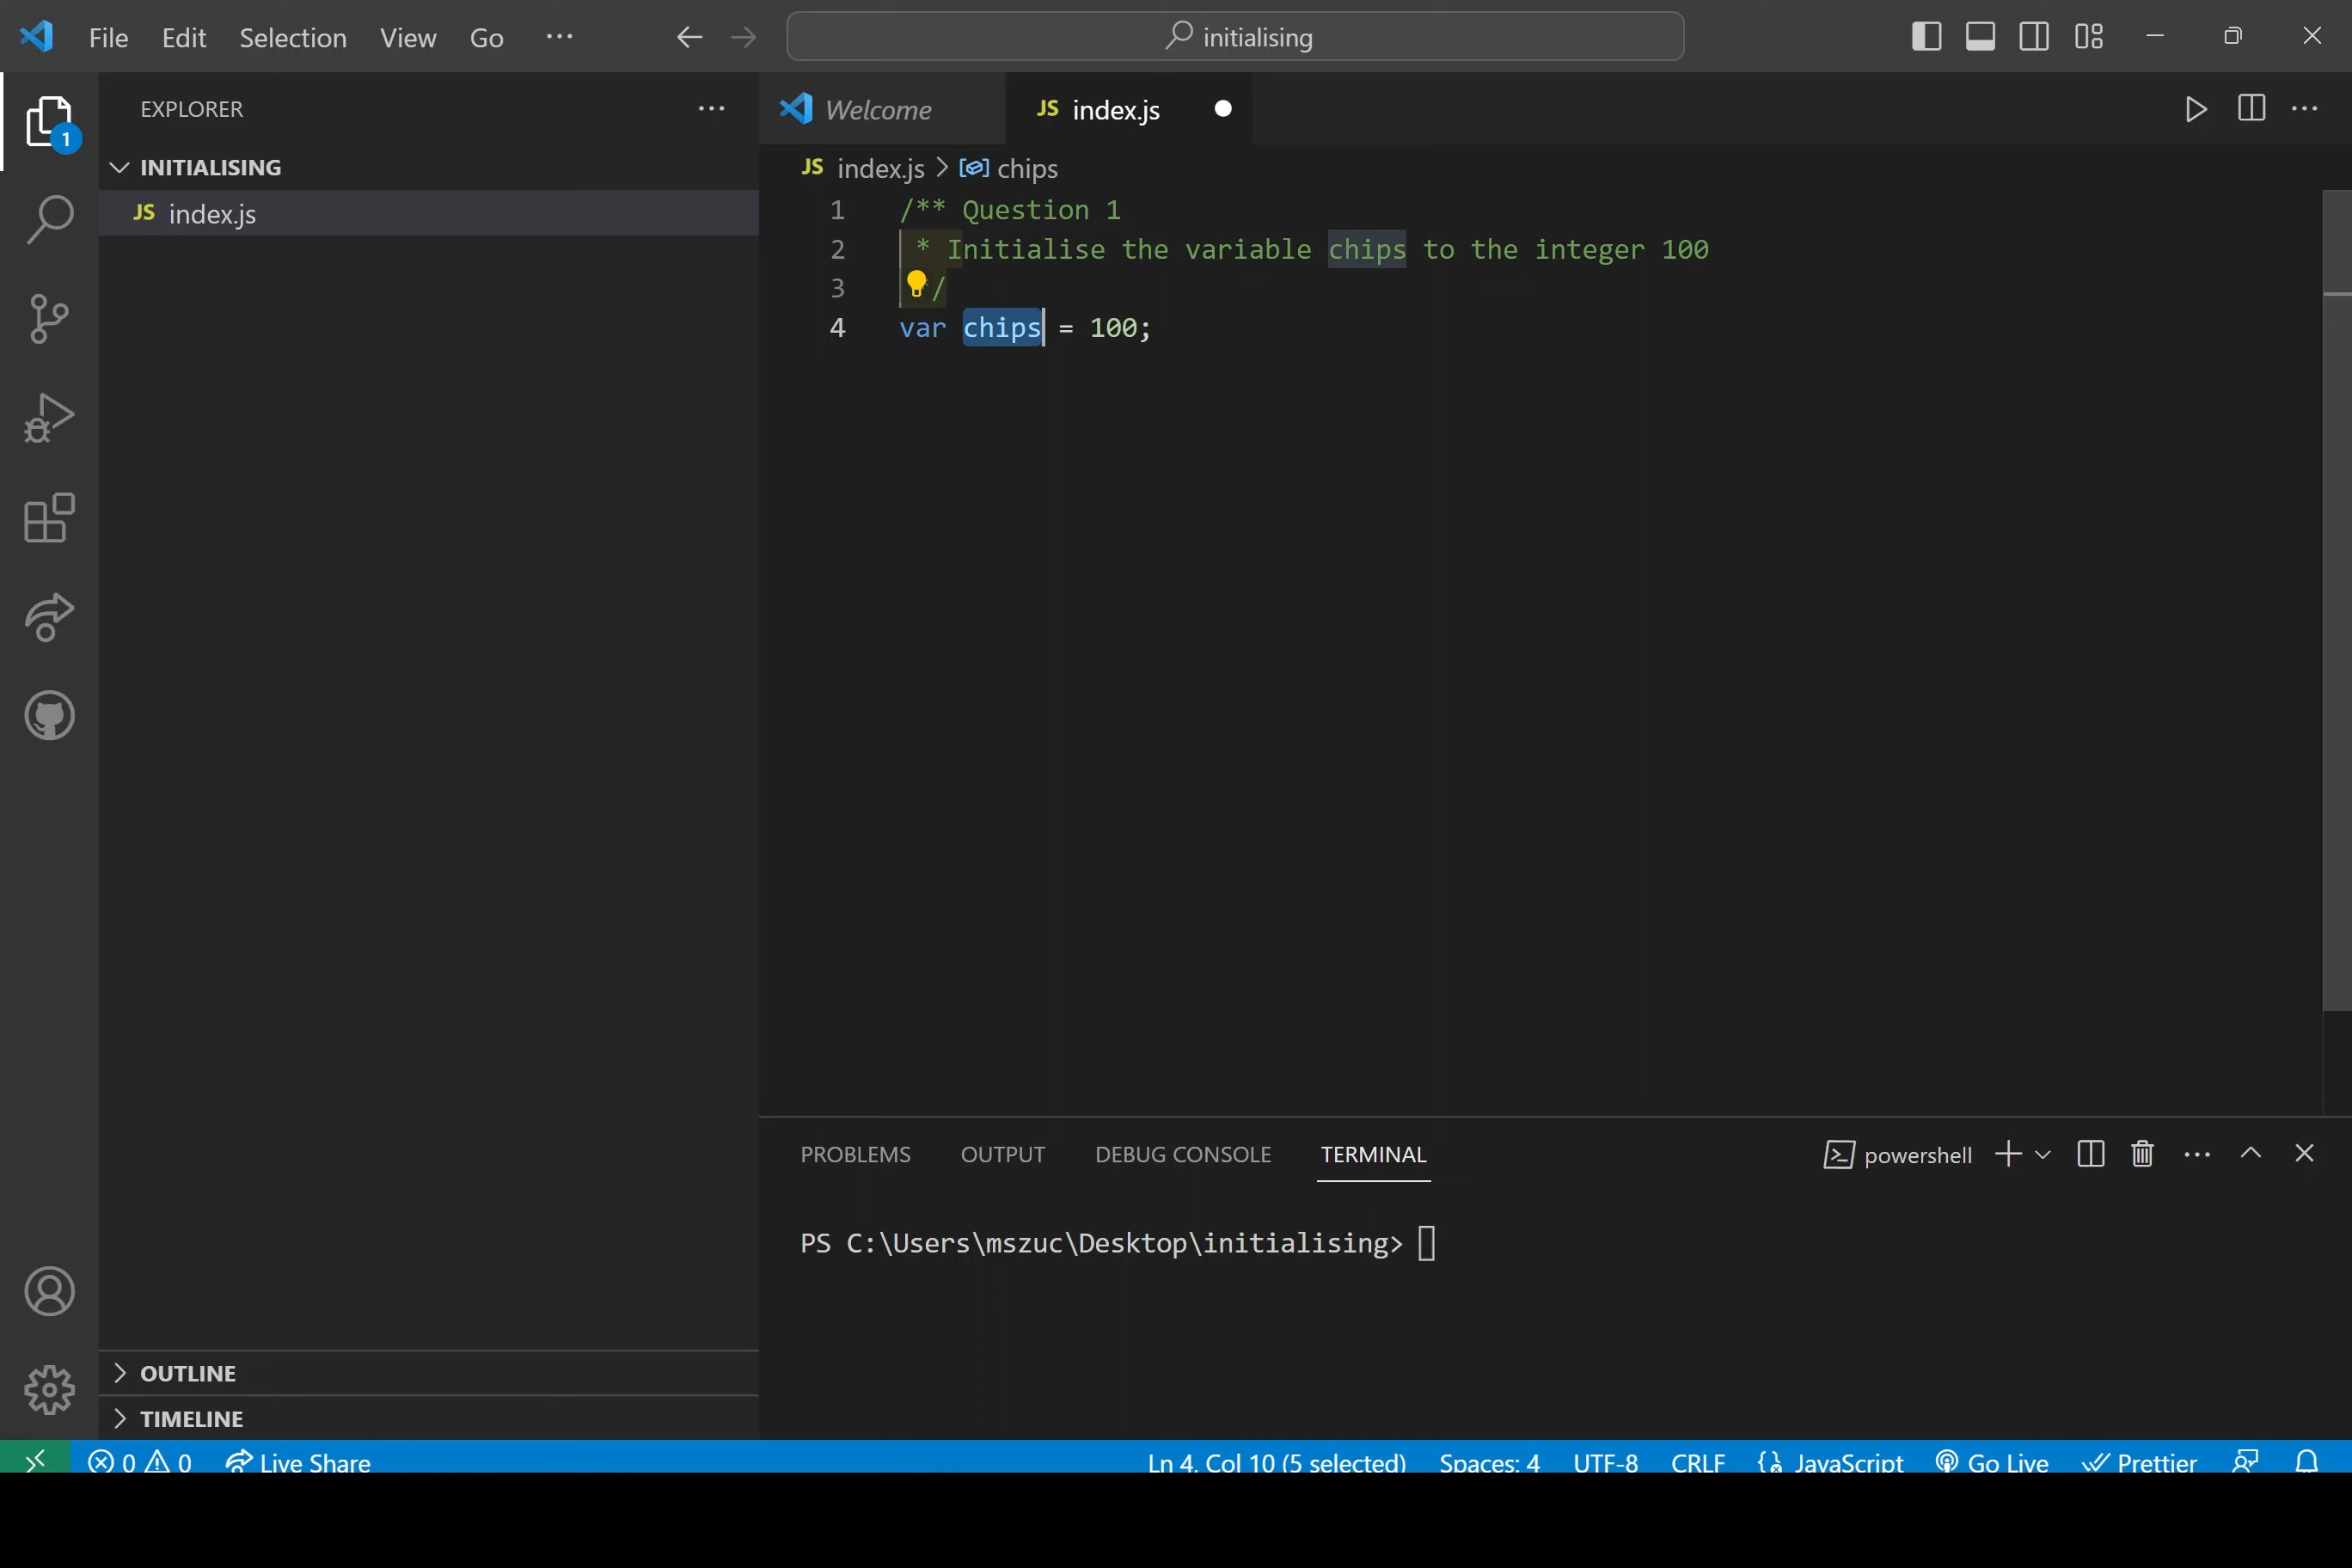 File Edit Selection View Go ··· initialising
EXPLORER ···
1
INITIALISING
JS index.js
Welcome
JS index.js
JS index.js > chips
1 /** Question 1
2 * Initialise the variable chips to the integer 100
3 */
4 var chips = 100;
PROBLEMS OUTPUT DEBUG CONSOLE TERMINAL powershell
PS C:\Users\mszuc\Desktop\initialising>
OUTLINE
TIMELINE
0 0 Live Share Ln 4, Col 10 (5 selected) Spaces: 4 UTF-8 CRLF {} JavaScript Go Live Prettier